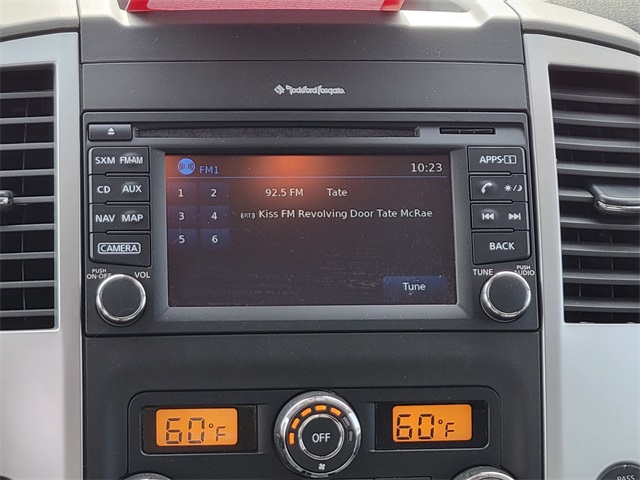 Rockford Fosgate
SXM FM/AM
CD AUX
NAV MAP
CAMERA
PUSH ON·OFF VOL
FM1 10:23
1 2 92.5 FM Tate
3 4 Kiss FM Revolving Door Tate McRae
5 6
Tune
APPS·
BACK
TUNE PUSH AUDIO
60°F OFF 60°F
PASS